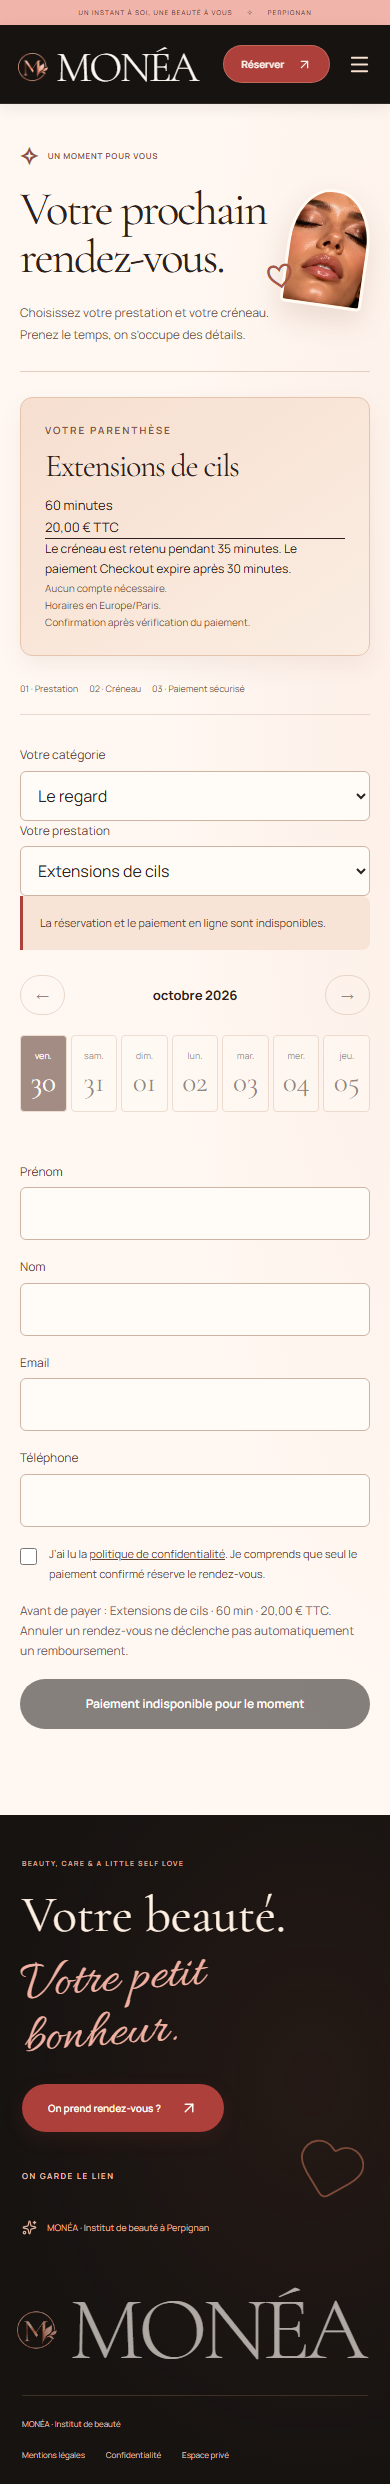 UN INSTANT À SOI, UNE BEAUTÉ À VOUS ✧ PERPIGNAN
MONÉA
Réserver
UN MOMENT POUR VOUS
Votre prochain
rendez-vous.
Choisissez votre prestation et votre créneau.
Prenez le temps, on s'occupe des détails.
VOTRE PARENTHÈSE
Extensions de cils
60 minutes
20,00 € TTC
Le créneau est retenu pendant 35 minutes. Le
paiement Checkout expire après 30 minutes.
Aucun compte nécessaire.
Horaires en Europe/Paris.
Confirmation après vérification du paiement.
01 · Prestation 02 · Créneau 03 · Paiement sécurisé
Votre catégorie
Le regard
Votre prestation
Extensions de cils
La réservation et le paiement en ligne sont indisponibles.
← octobre 2026 →
ven. sam. dim. lun. mar. mer. jeu.
30 31 01 02 03 04 05
Prénom
Nom
Email
Téléphone
J'ai lu la politique de confidentialité. Je comprends que seul le
paiement confirmé réserve le rendez-vous.
Avant de payer : Extensions de cils · 60 min · 20,00 € TTC.
Annuler un rendez-vous ne déclenche pas automatiquement
un remboursement.
Paiement indisponible pour le moment
BEAUTY, CARE & A LITTLE SELF LOVE
Votre beauté.
Votre petit
bonheur.
On prend rendez-vous ?
ON GARDE LE LIEN
MONÉA · Institut de beauté à Perpignan
MONÉA
MONÉA · Institut de beauté
Mentions légales Confidentialité Espace privé